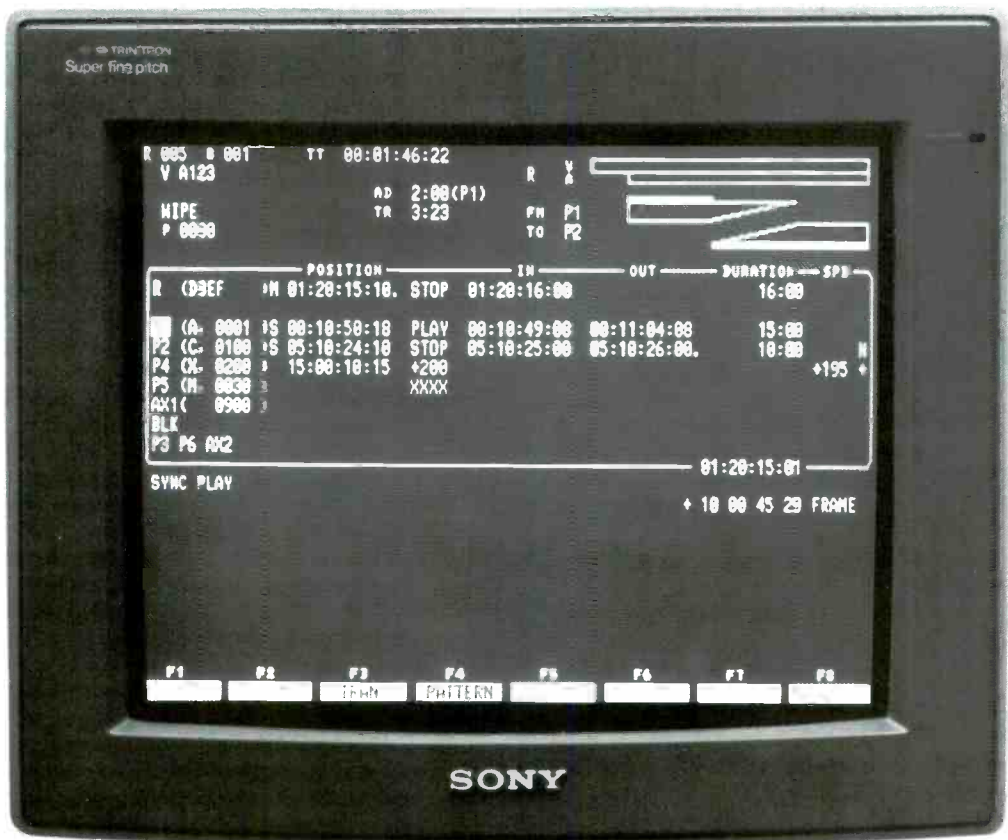 TRINITRON
Super fine pitch
R 005 B 001 TT 00:01:46:22
V A123
R V A
AD 2:00(P1)
WIPE TR 3:23 FM P1
P 0030 TO P2
POSITION IN OUT DURATION SPD
R (D3EF )M 01:20:15:10. STOP 01:20:16:00 16:00
(A- 0001 )S 00:10:50:18 PLAY 00:10:49:08 00:11:04:08 15:00
P2 (C- 0100 )S 05:10:24:10 STOP 05:10:25:00 05:10:26:00. 10:00 N
P4 (X- 0200 ) 15:00:10:15 +200 +195
P5 (M- 0030 ) XXXX
AX1( 0900 )
BLK
P3 P6 AX2
01:20:15:01
SYNC PLAY
+ 10 00 45 29 FRAME
F1 F2 F3 F4 F5 F6 F7 F8
TRAN PATTERN
SONY